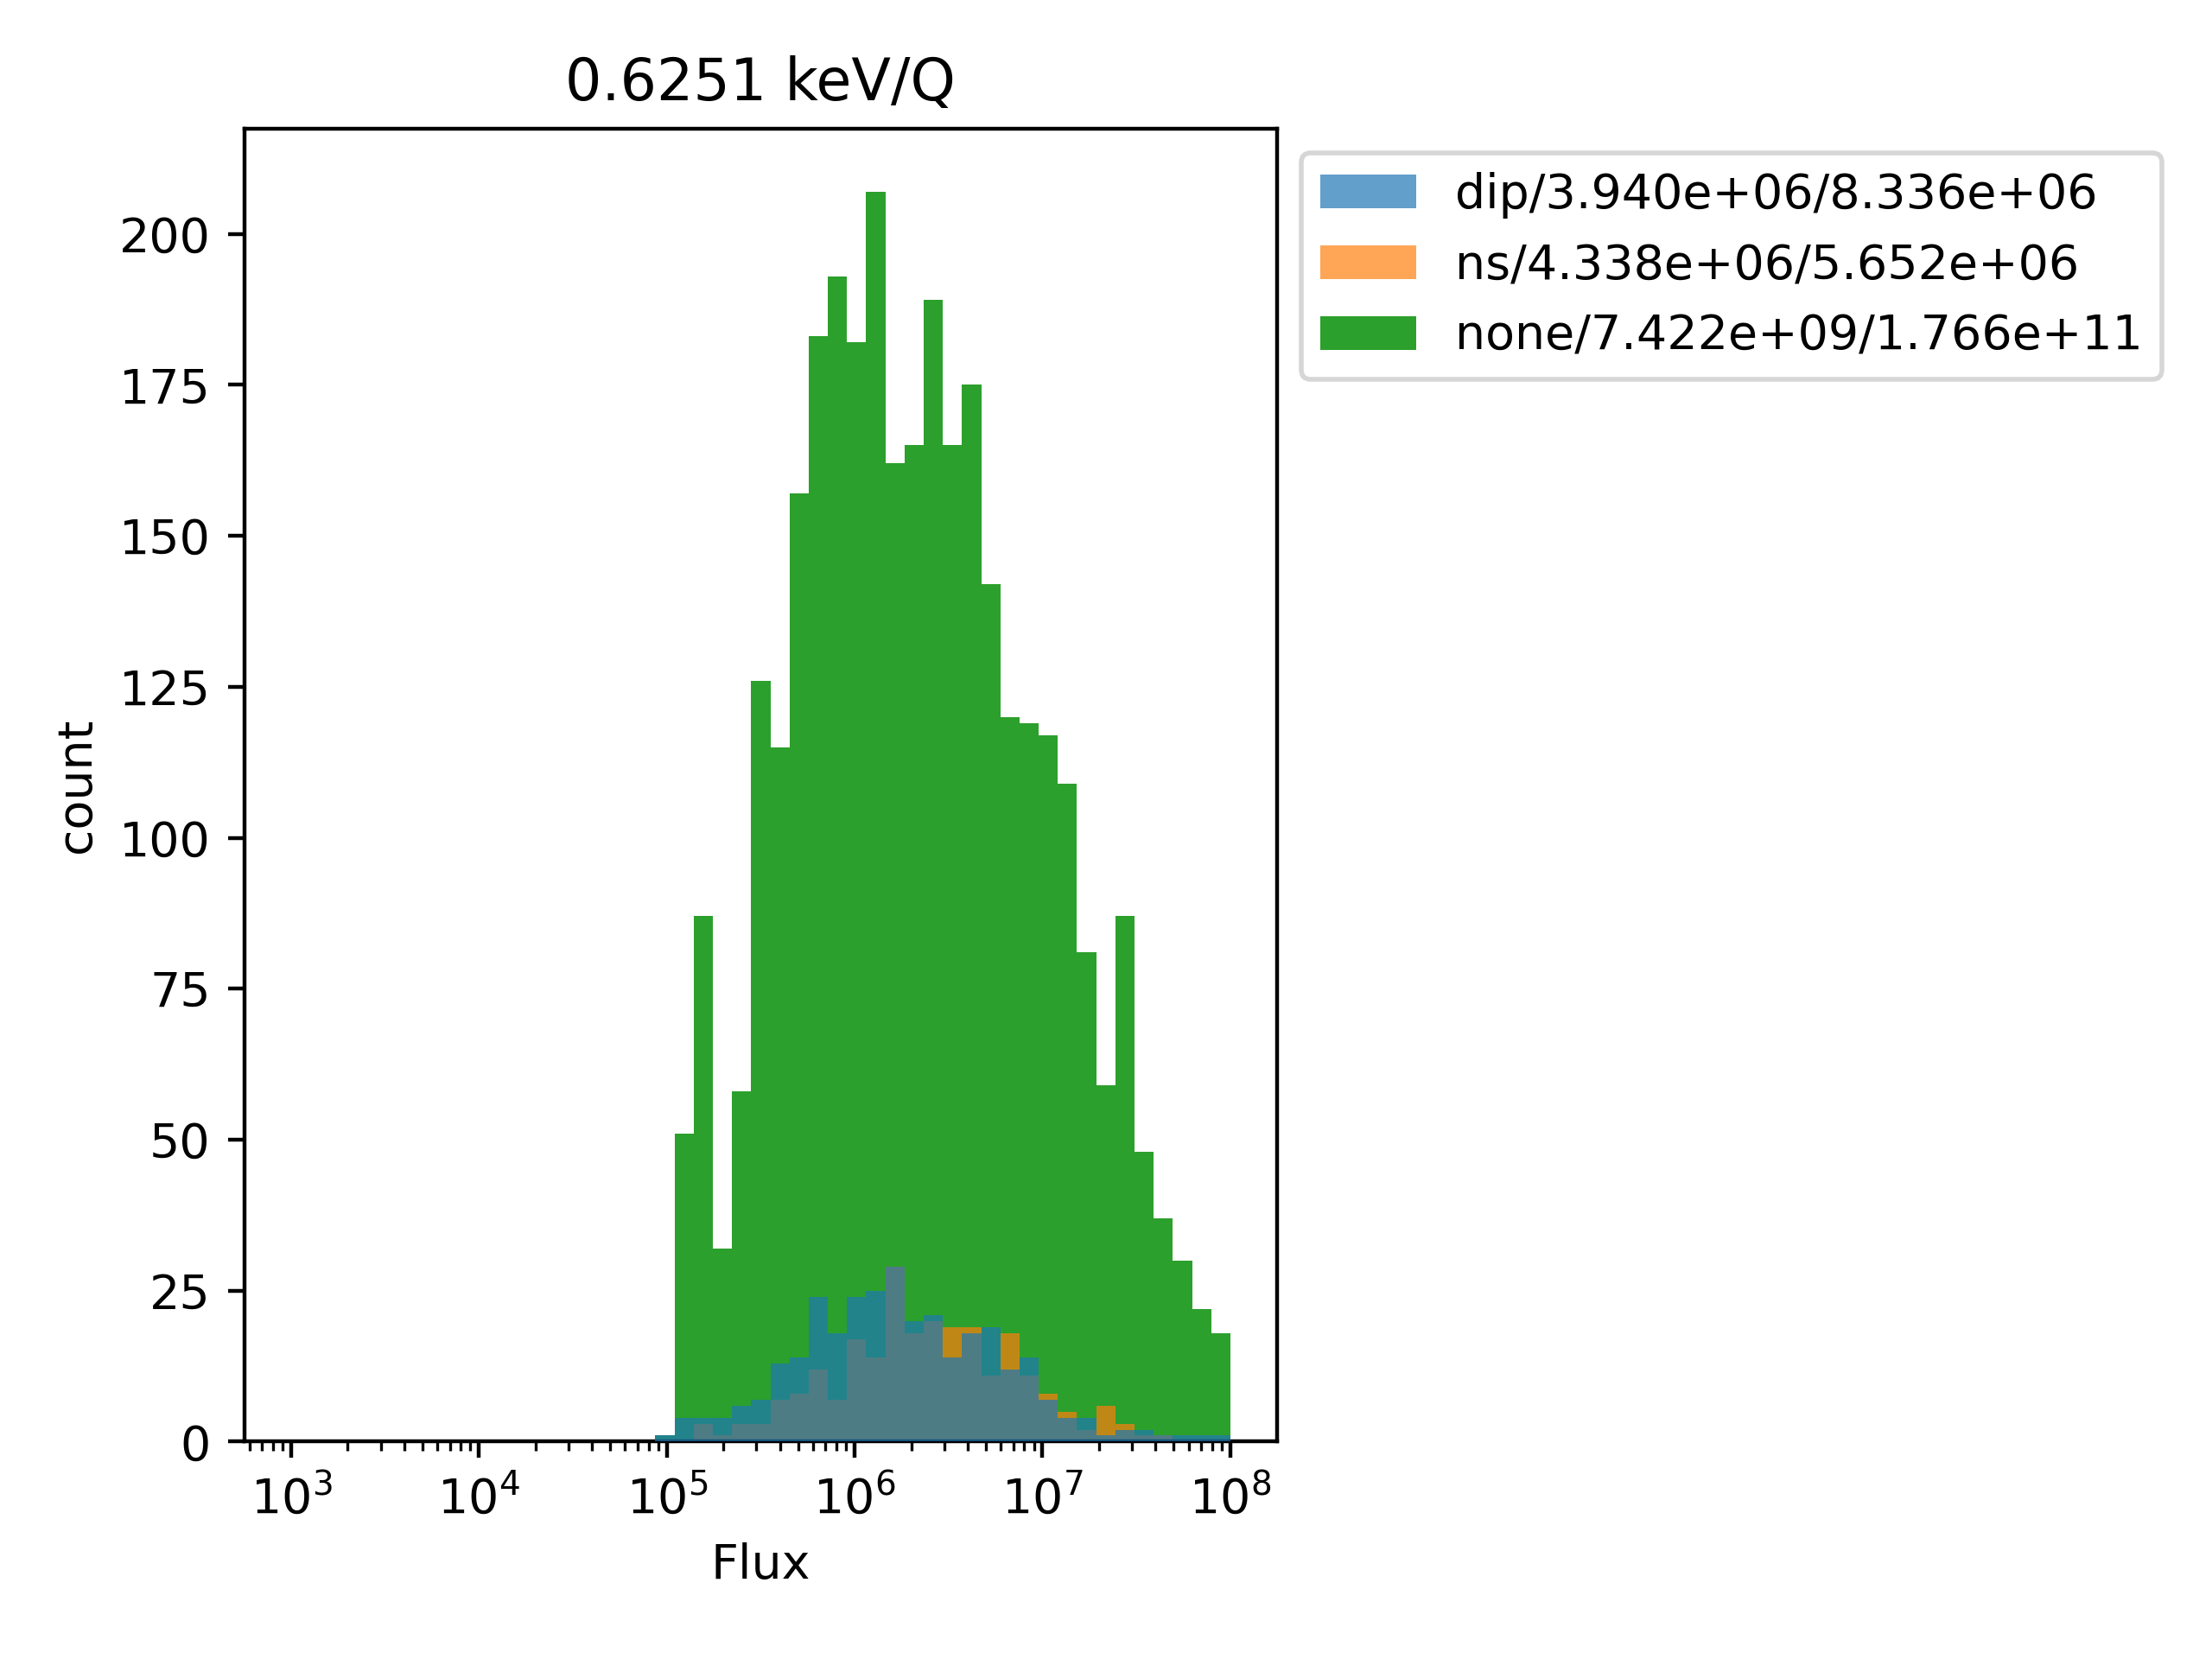 0.6251 keV/Q
dip/3.940e+06/8.336e+06
ns/4.338e+06/5.652e+06
none/7.422e+09/1.766e+11
200
175
150
125
100
75
50
25
0
count
10³ 10⁴ 10⁵ 10⁶ 10⁷ 10⁸
Flux